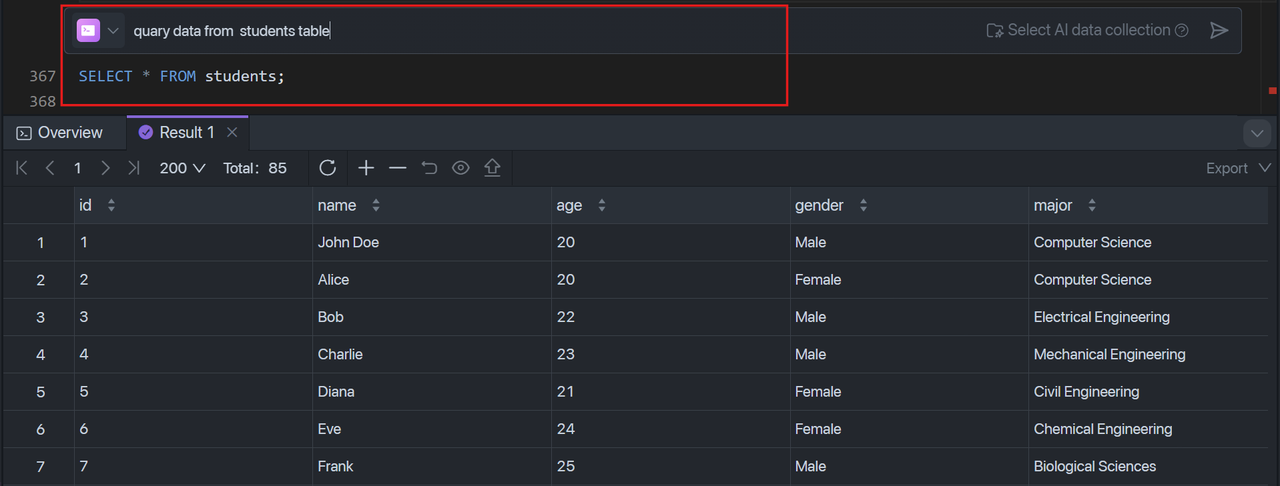 quary data from  students table Select AI data collection
367 SELECT * FROM students;
368
Overview Result 1
1 200 Total: 85 Export
id name age gender major
1 1 John Doe 20 Male Computer Science
2 2 Alice 20 Female Computer Science
3 3 Bob 22 Male Electrical Engineering
4 4 Charlie 23 Male Mechanical Engineering
5 5 Diana 21 Female Civil Engineering
6 6 Eve 24 Female Chemical Engineering
7 7 Frank 25 Male Biological Sciences